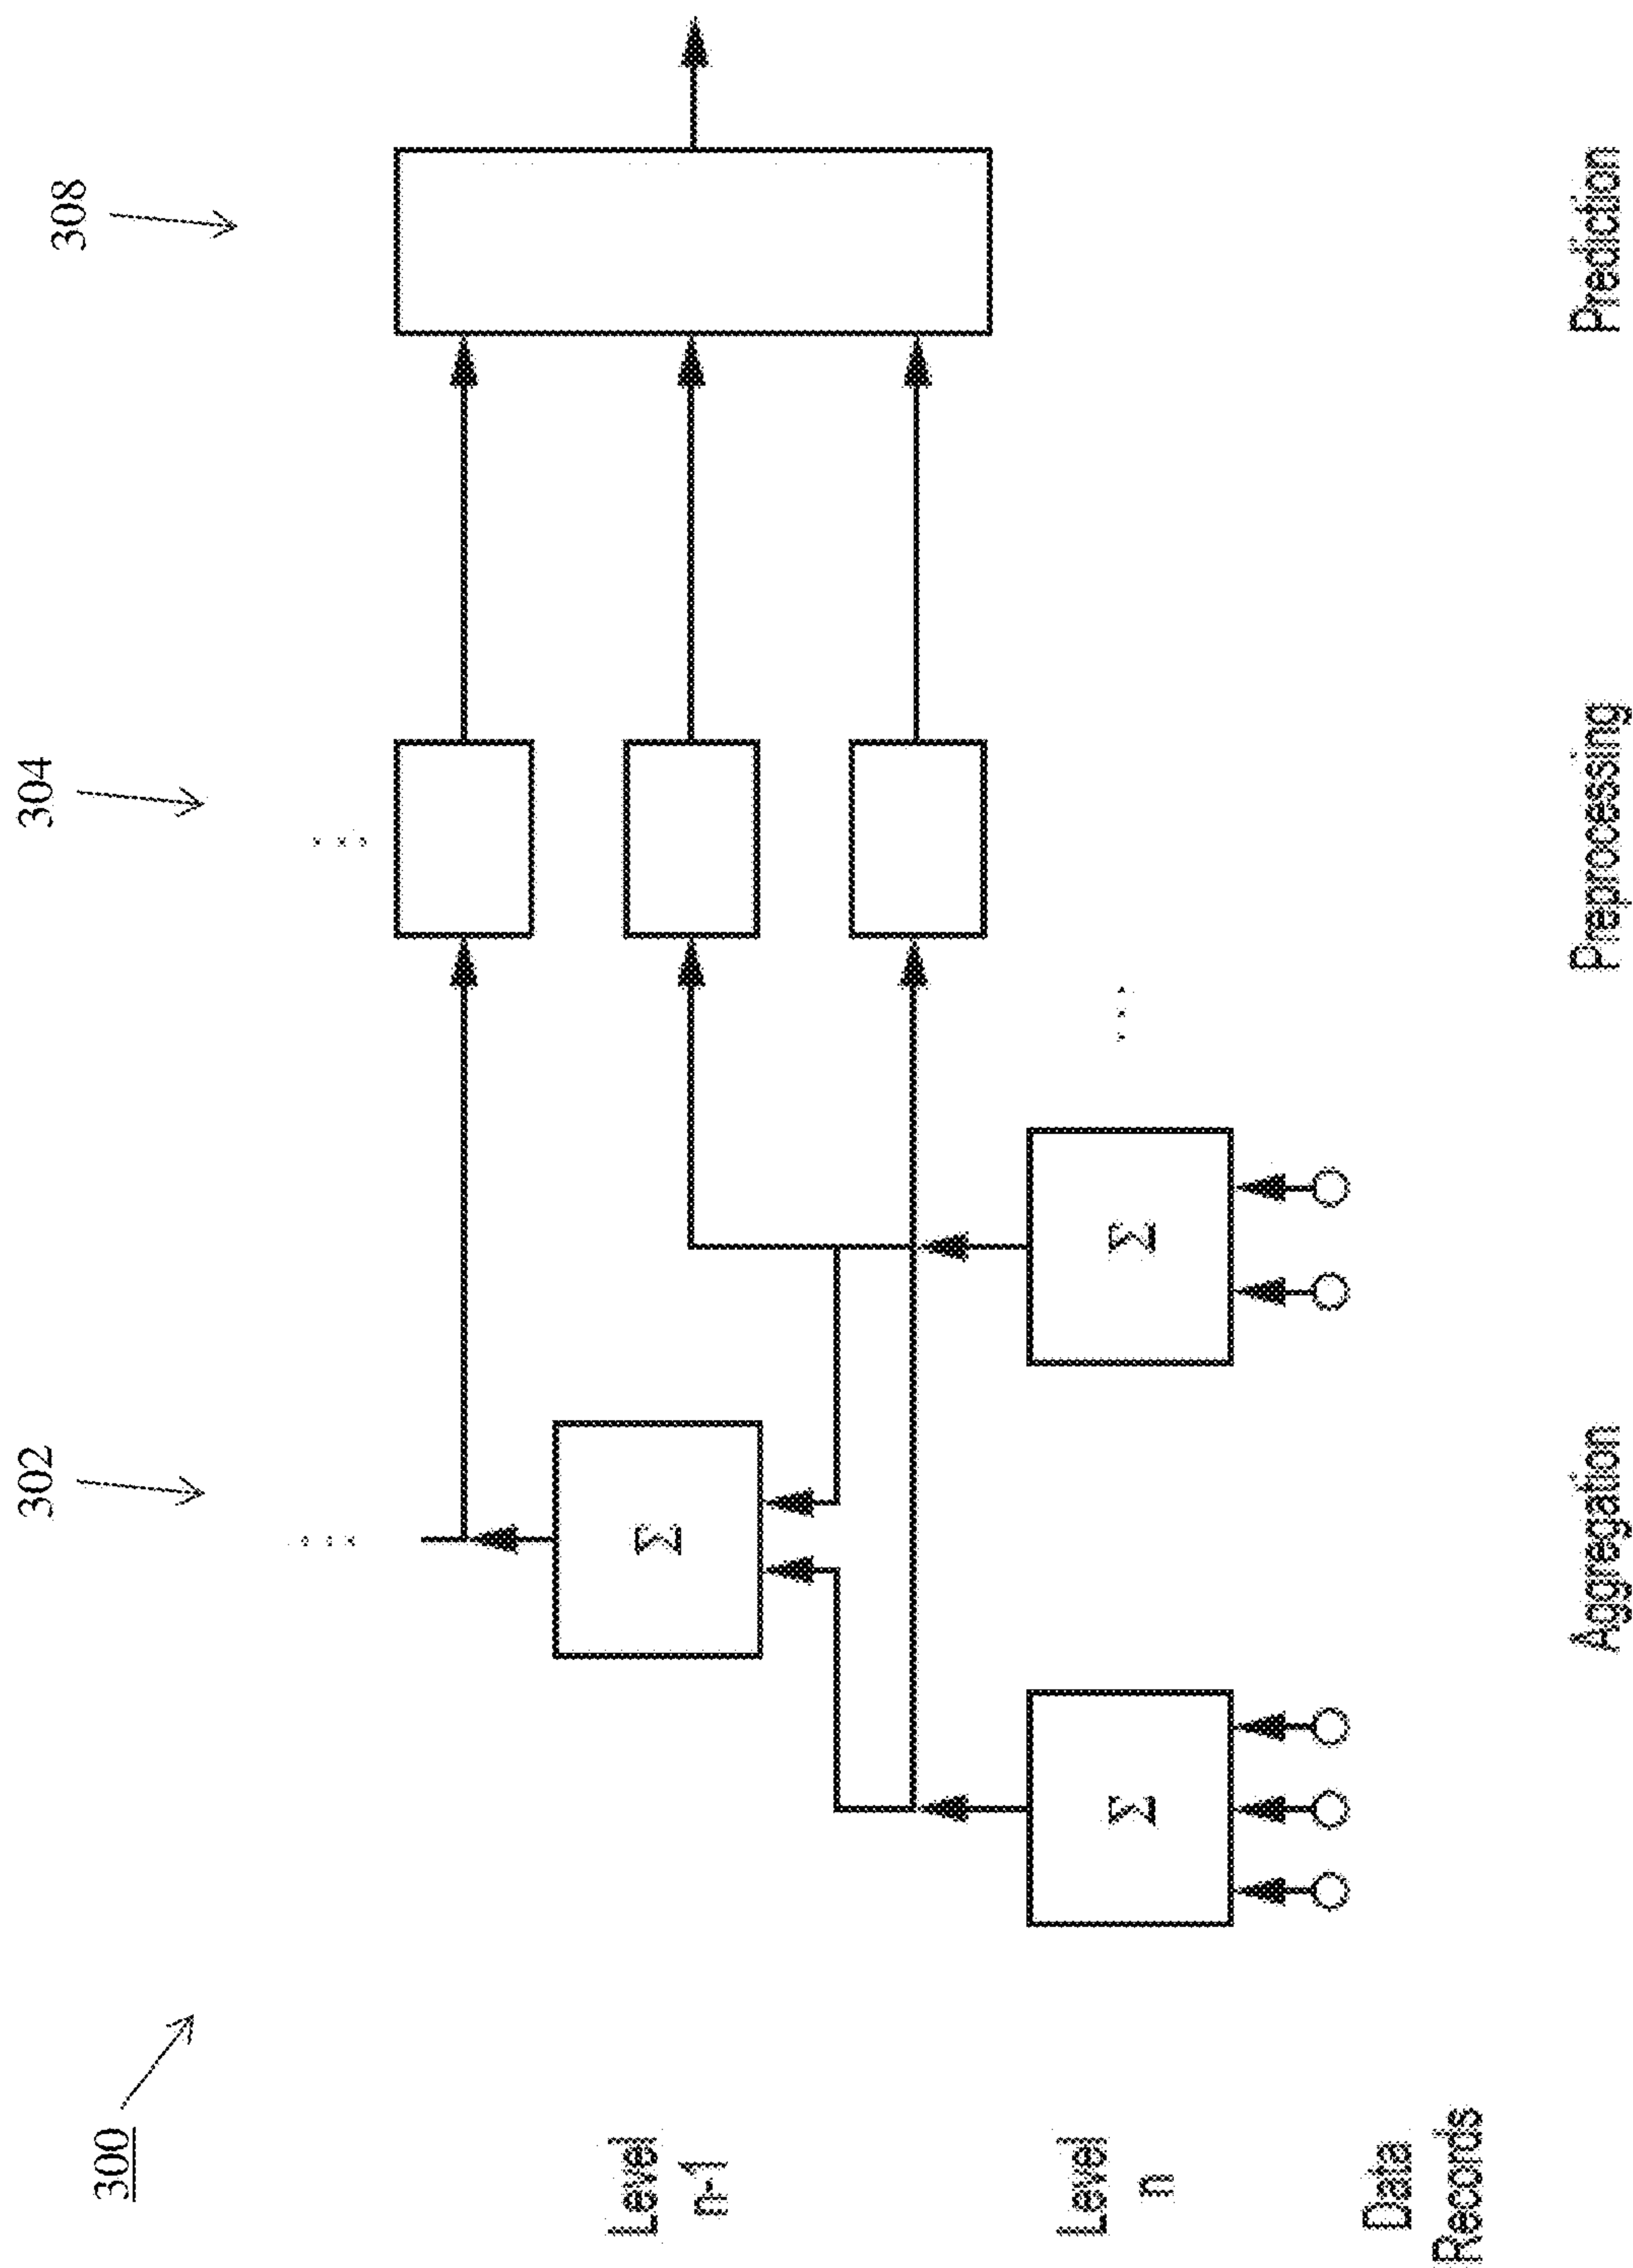 302
304
308
300
Level
n-1
Σ
Level
n
Σ
Σ
Data
Records
Aggregation
Preprocessing
Prediction